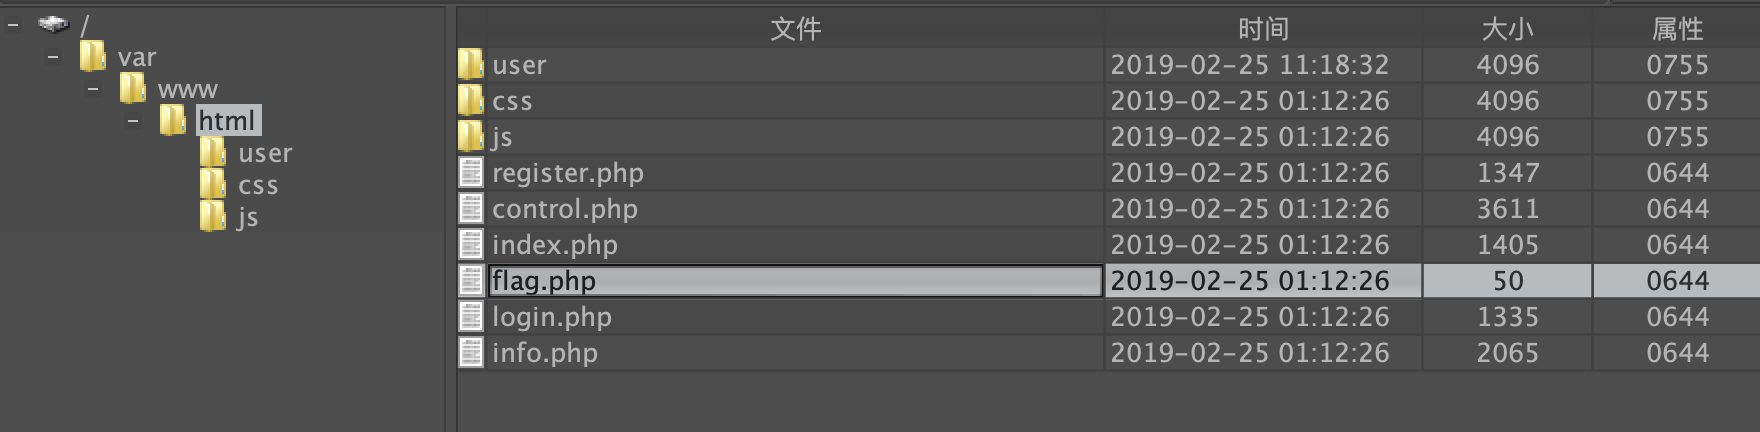 /
var
www
html
user
css
js
文件 时间 大小 属性
user 2019-02-25 11:18:32 4096 0755
css 2019-02-25 01:12:26 4096 0755
js 2019-02-25 01:12:26 4096 0755
register.php 2019-02-25 01:12:26 1347 0644
control.php 2019-02-25 01:12:26 3611 0644
index.php 2019-02-25 01:12:26 1405 0644
flag.php 2019-02-25 01:12:26 50 0644
login.php 2019-02-25 01:12:26 1335 0644
info.php 2019-02-25 01:12:26 2065 0644